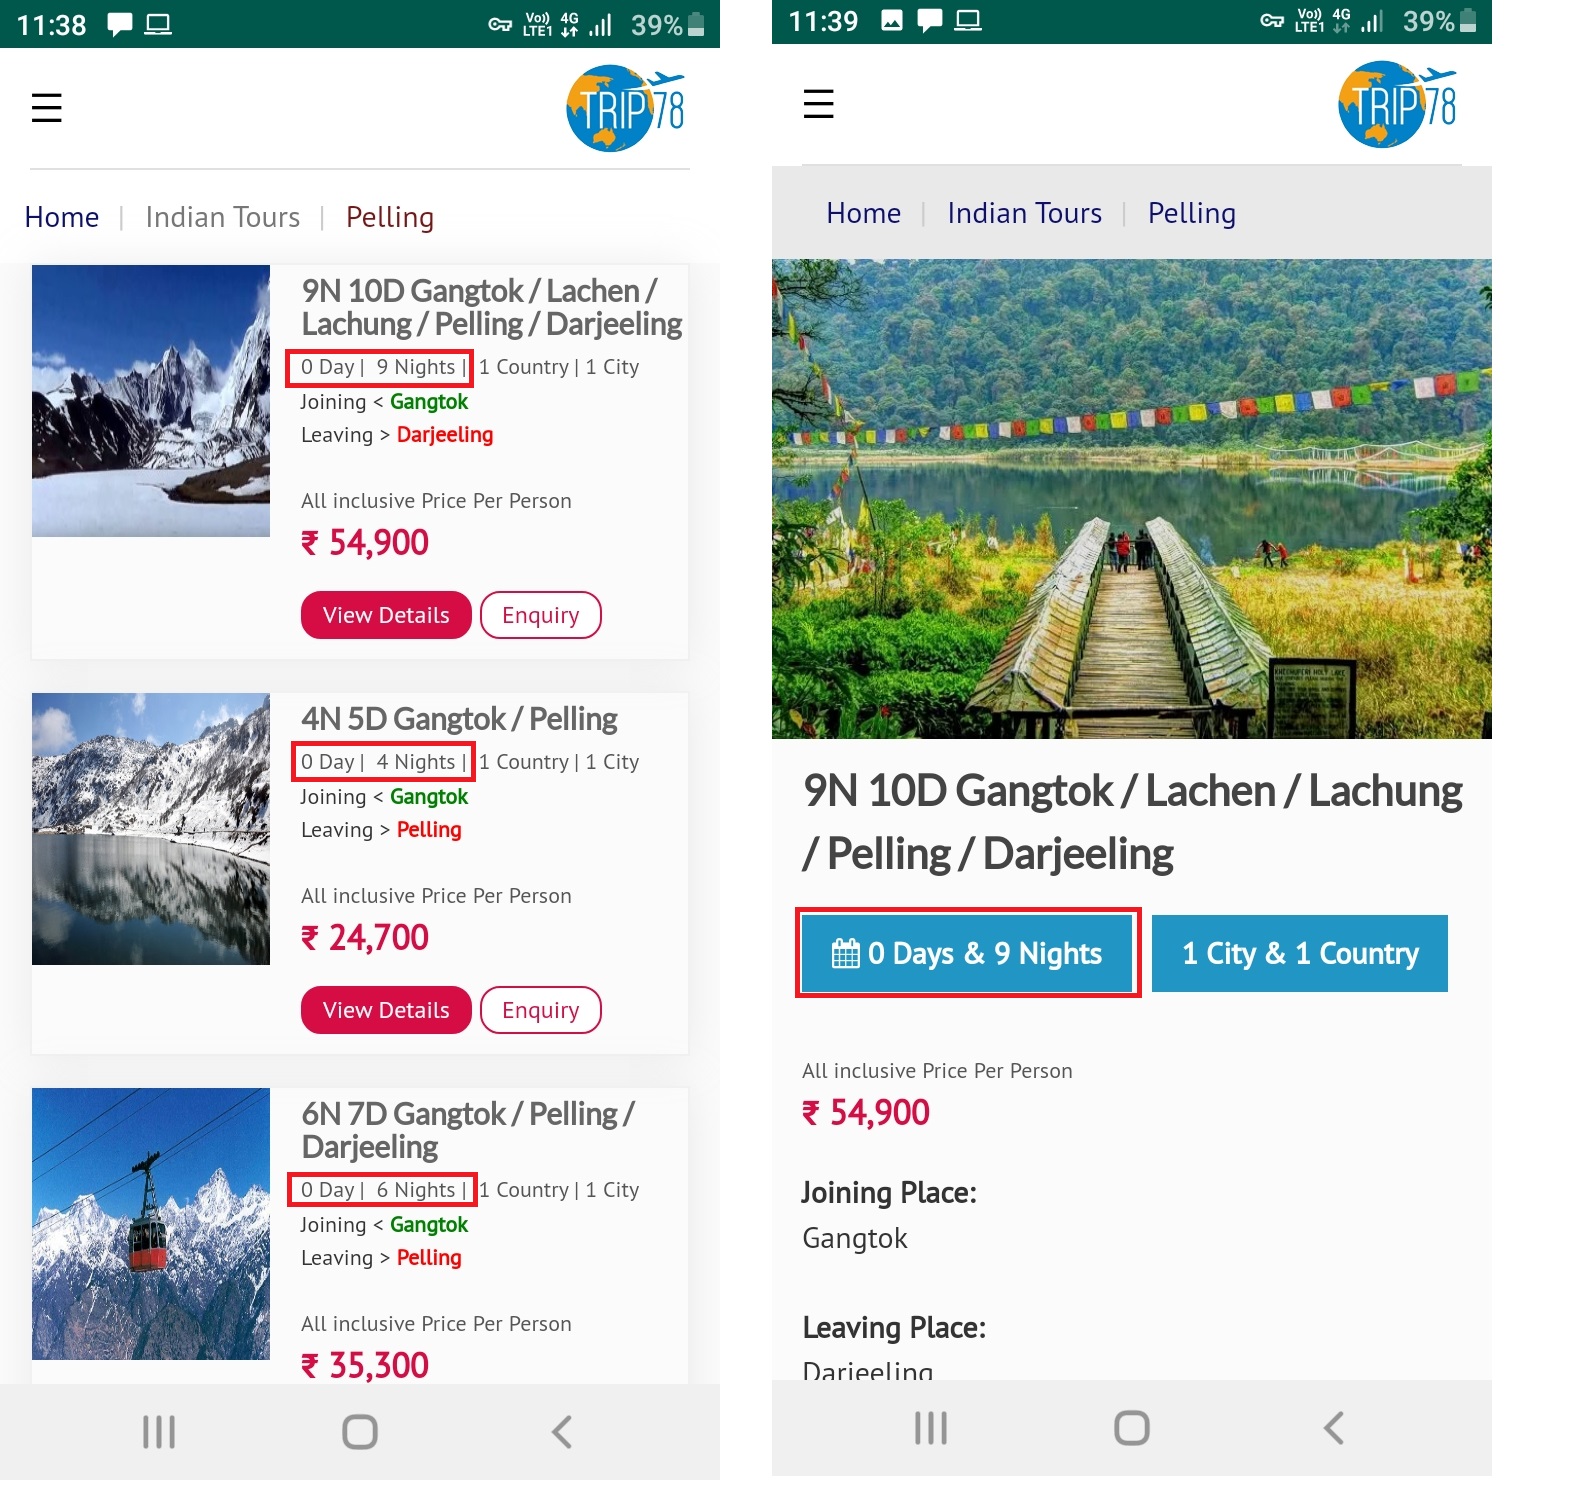 11:38
Vo))
LTE1
4G
39%
TRIP 78
Home | Indian Tours | Pelling
9N 10D Gangtok / Lachen /
Lachung / Pelling / Darjeeling
0 Day | 9 Nights | 1 Country | 1 City
Joining < Gangtok
Leaving > Darjeeling
All inclusive Price Per Person
₹ 54,900
View Details
Enquiry
4N 5D Gangtok / Pelling
0 Day | 4 Nights | 1 Country | 1 City
Joining < Gangtok
Leaving > Pelling
All inclusive Price Per Person
₹ 24,700
View Details
Enquiry
6N 7D Gangtok / Pelling /
Darjeeling
0 Day | 6 Nights | 1 Country | 1 City
Joining < Gangtok
Leaving > Pelling
All inclusive Price Per Person
₹ 35,300
11:39
Vo))
LTE1
4G
39%
TRIP 78
Home | Indian Tours | Pelling
9N 10D Gangtok / Lachen / Lachung
/ Pelling / Darjeeling
0 Days & 9 Nights
1 City & 1 Country
All inclusive Price Per Person
₹ 54,900
Joining Place:
Gangtok
Leaving Place:
Darjeeling